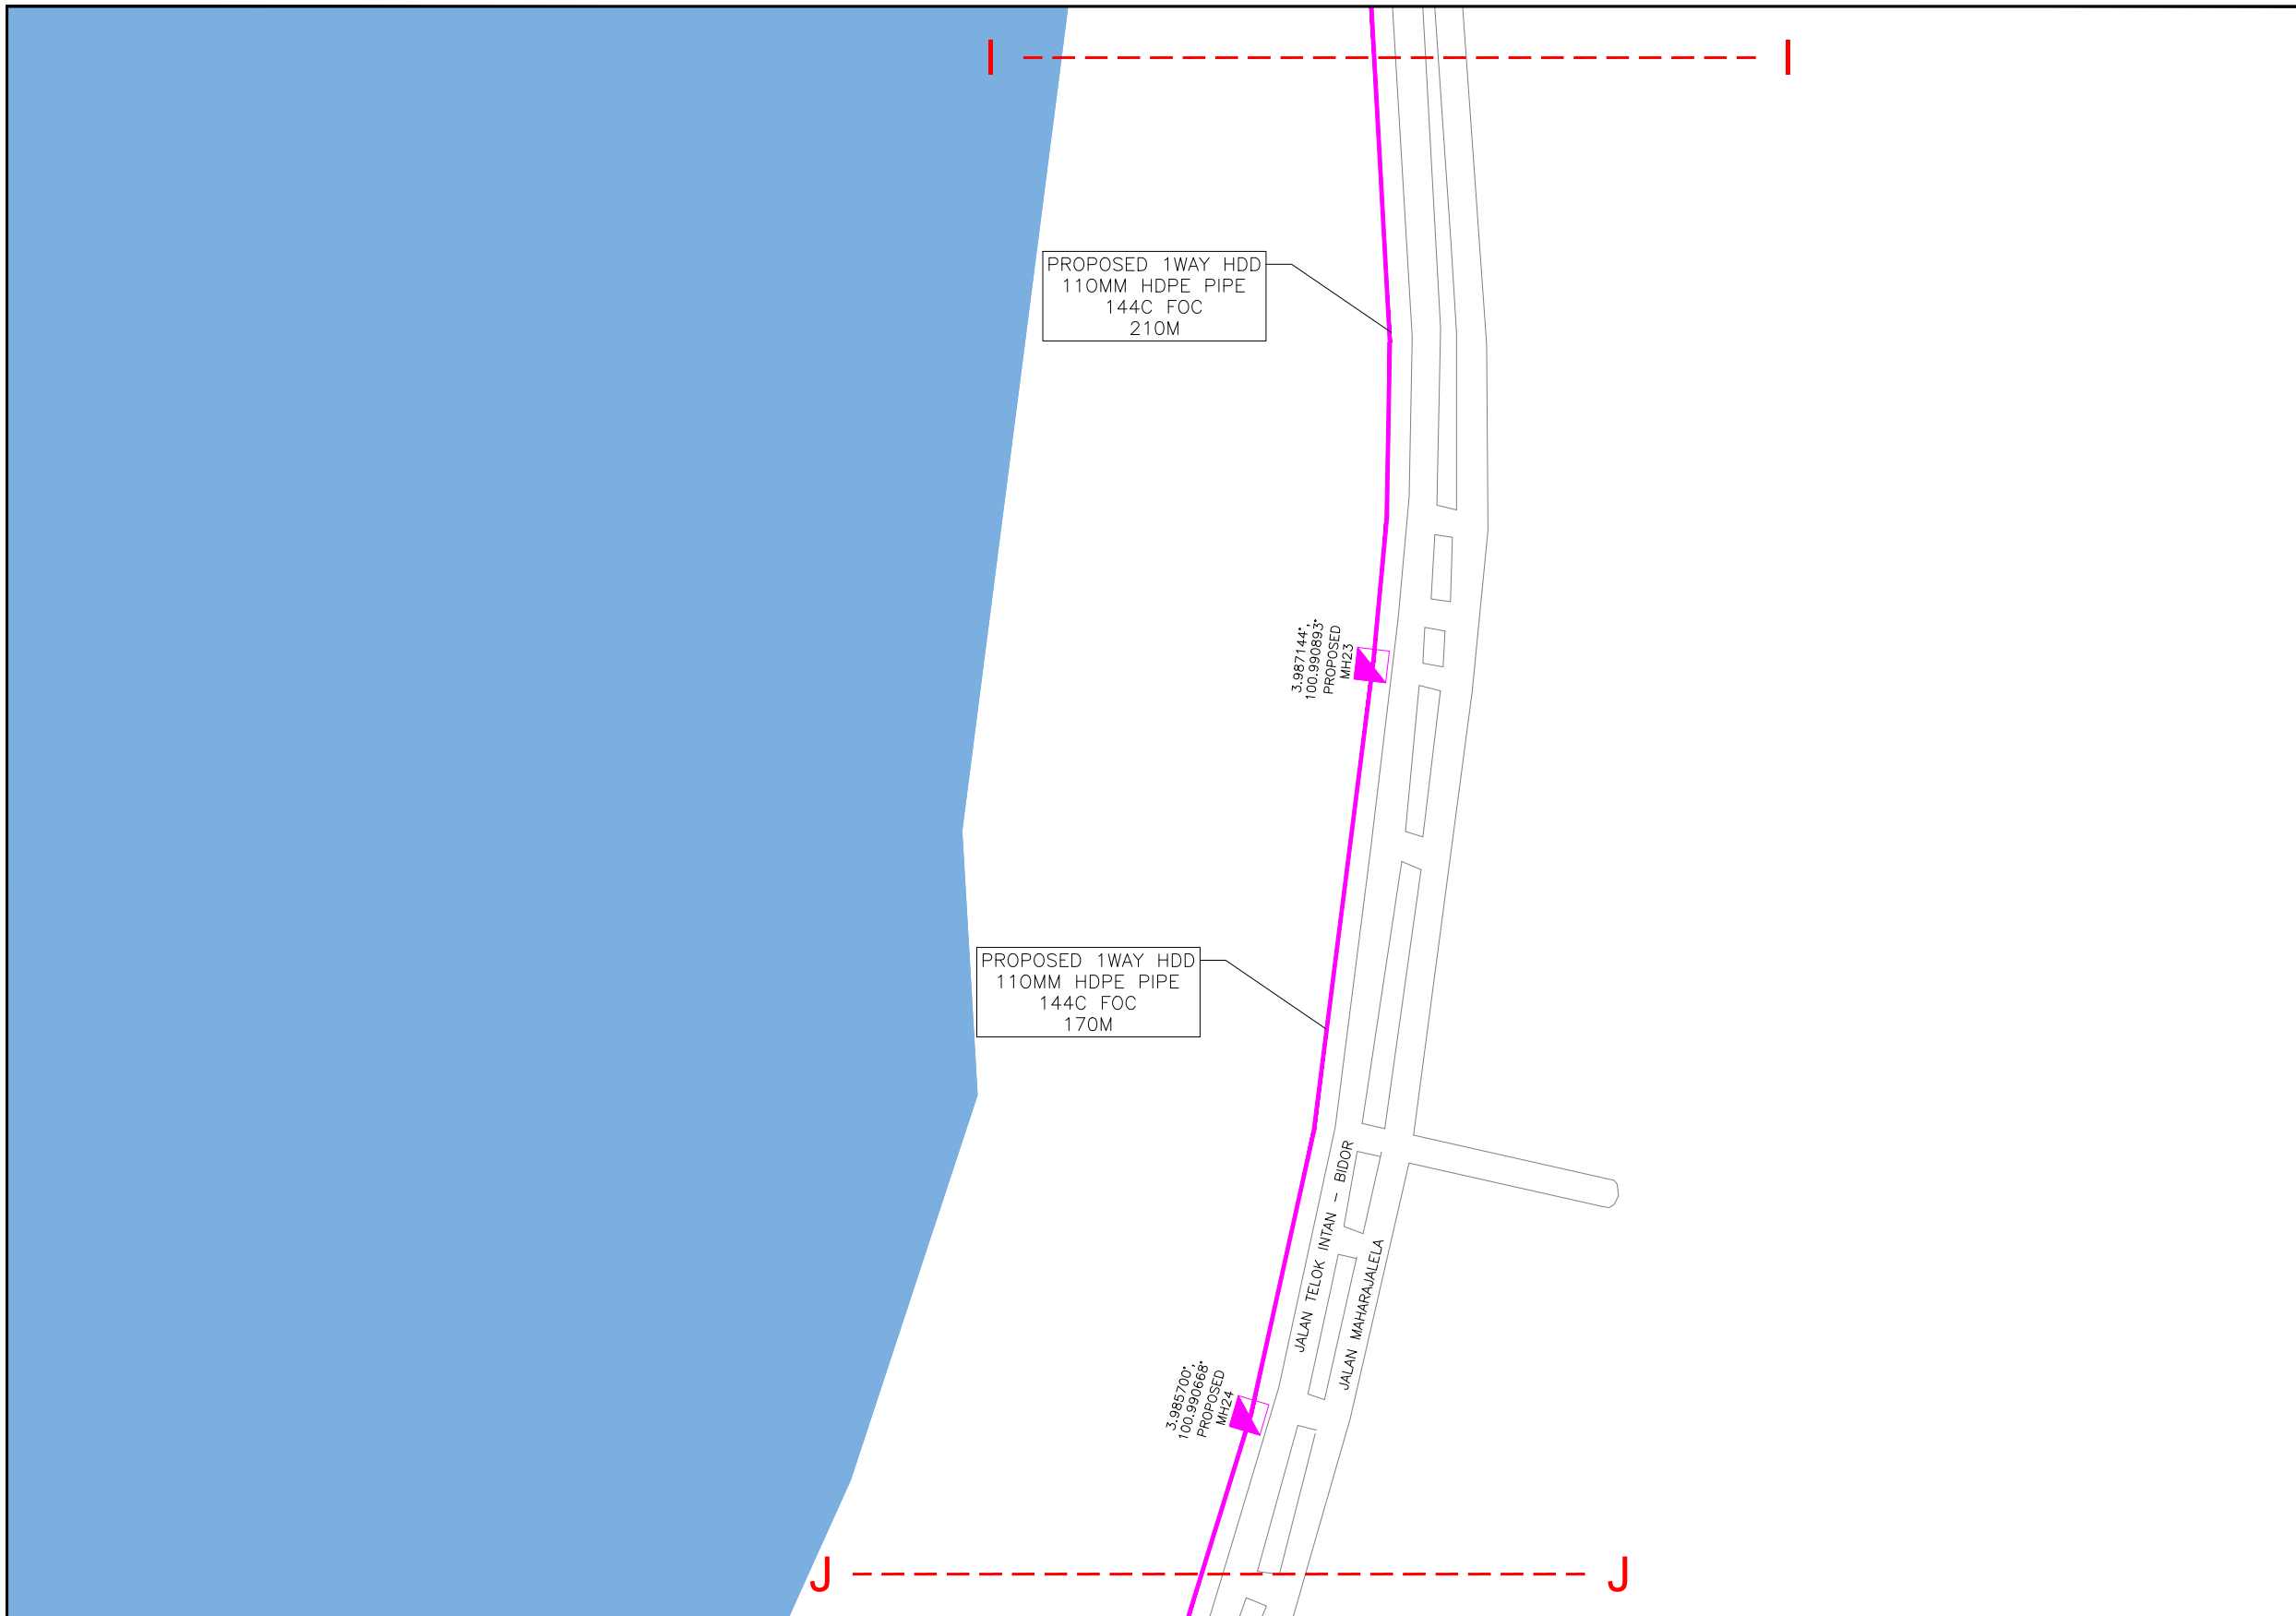 I I
PROPOSED 1WAY HDD
110MM HDPE PIPE
144C FOC
210M
3.987144°,
100.990893°
PROPOSED
MH23
PROPOSED 1WAY HDD
110MM HDPE PIPE
144C FOC
170M
JALAN TELOK INTAN - BIDOR
JALAN MAHARAJALELA
3.985700°,
100.990668°
PROPOSED
MH24
J J